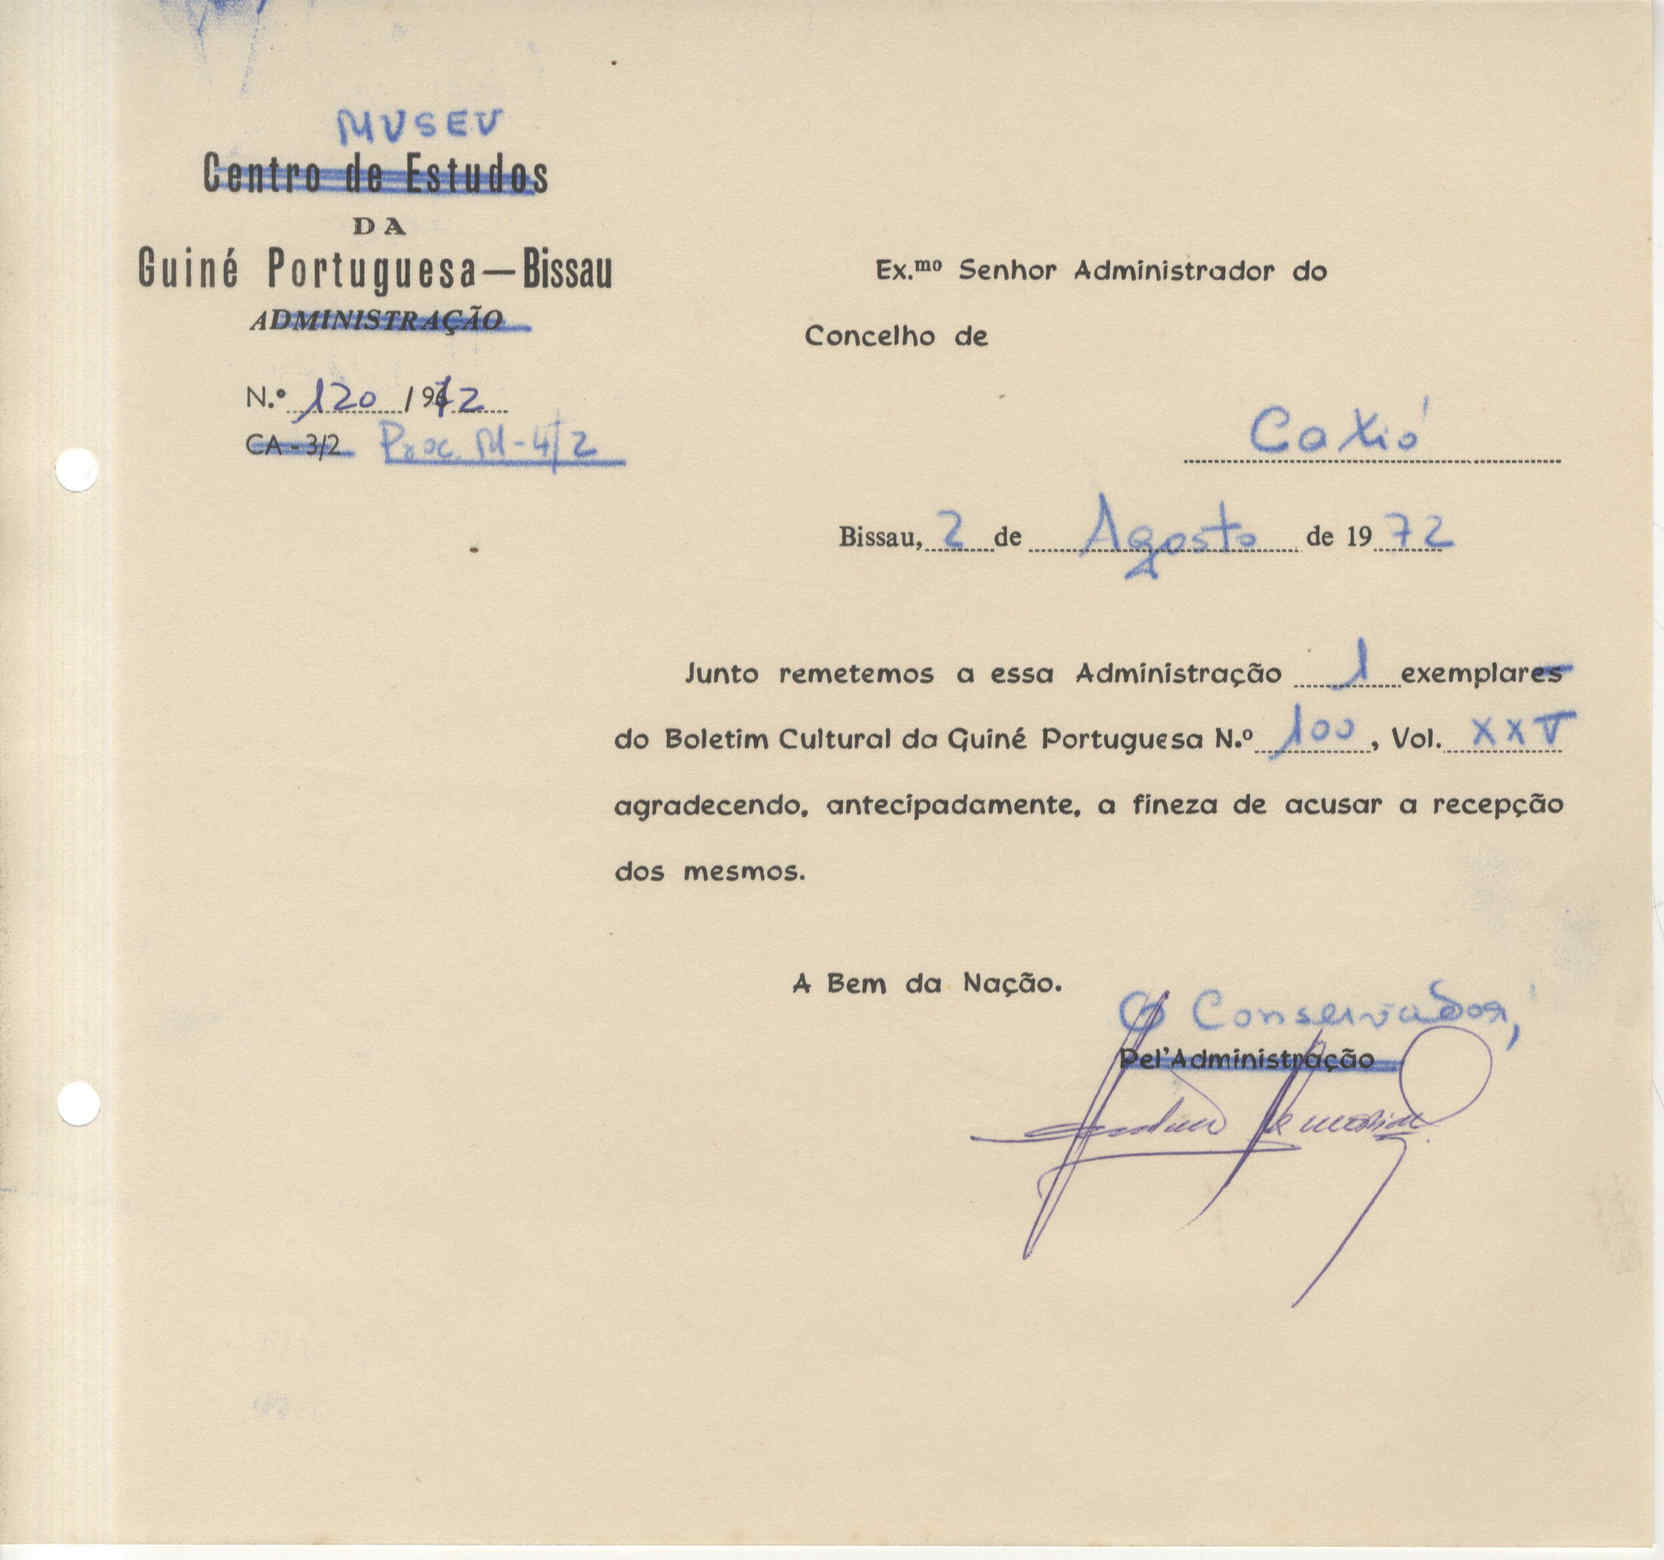 MUSEU
Centro de Estudos
DA
Guiné Portuguesa—Bissau
ADMINISTRAÇÃO
N.º 120 /1972
CA - 3/2 Proc. M-4/2
Ex.mo Senhor Administrador do
Concelho de
Catió
Bissau, 2 de Agosto de 1972
Junto remetemos a essa Administração 1 exemplares
do Boletim Cultural da Guiné Portuguesa N.º 100, Vol. XXV
agradecendo, antecipadamente, a fineza de acusar a recepção
dos mesmos.
A Bem da Nação.
O Conservador,
Pel'Administração